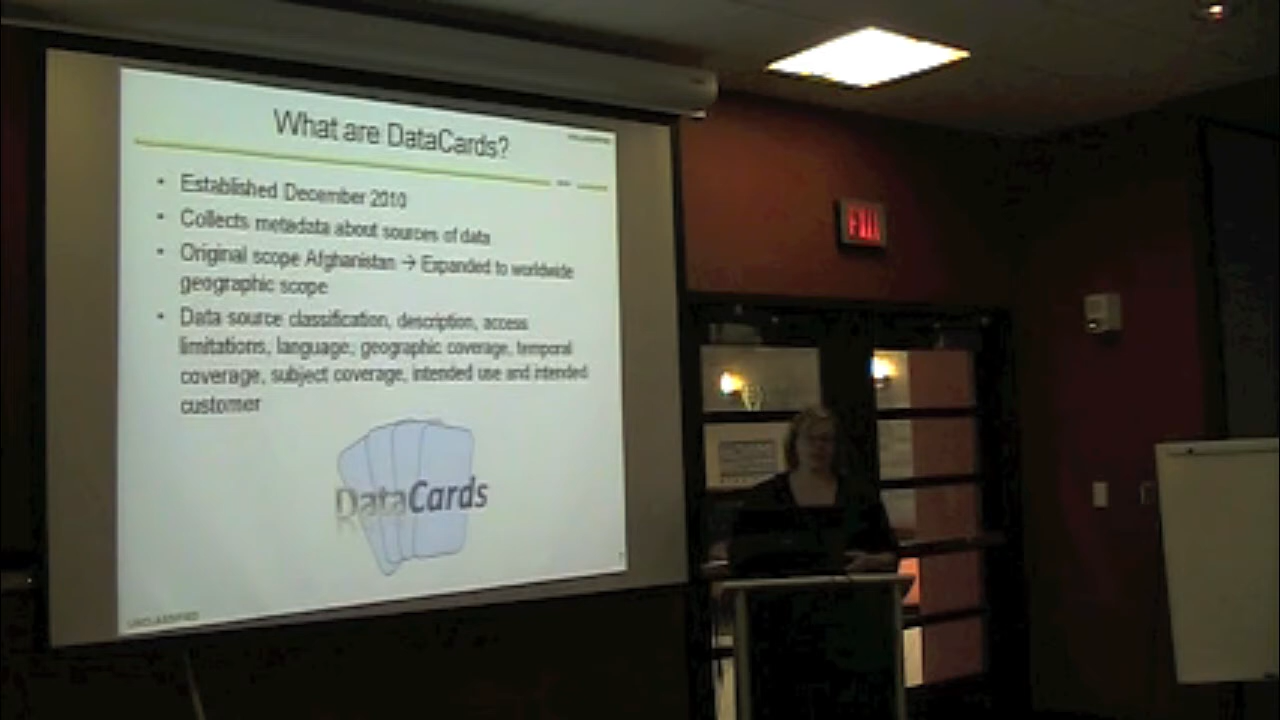 What are DataCards?
UNCLASSIFIED
• Established December 2010
• Collects metadata about sources of data
• Original scope Afghanistan → Expanded to worldwide
geographic scope
• Data source classification, description, access
limitations, language, geographic coverage, temporal
coverage, subject coverage, intended use and intended
customer
DataCards
UNCLASSIFIED